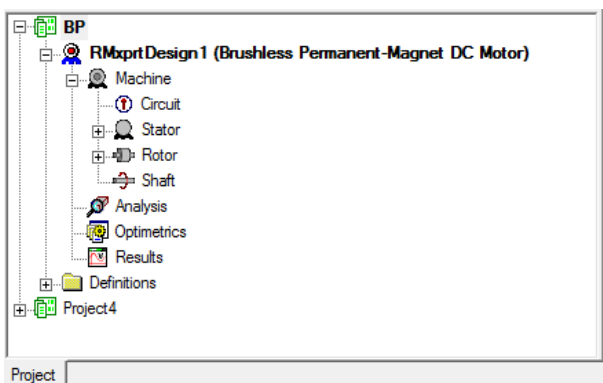 BP
RMxprtDesign1 (Brushless Permanent-Magnet DC Motor)
Machine
Circuit
Stator
Rotor
Shaft
Analysis
Optimetrics
Results
Definitions
Project4
Project